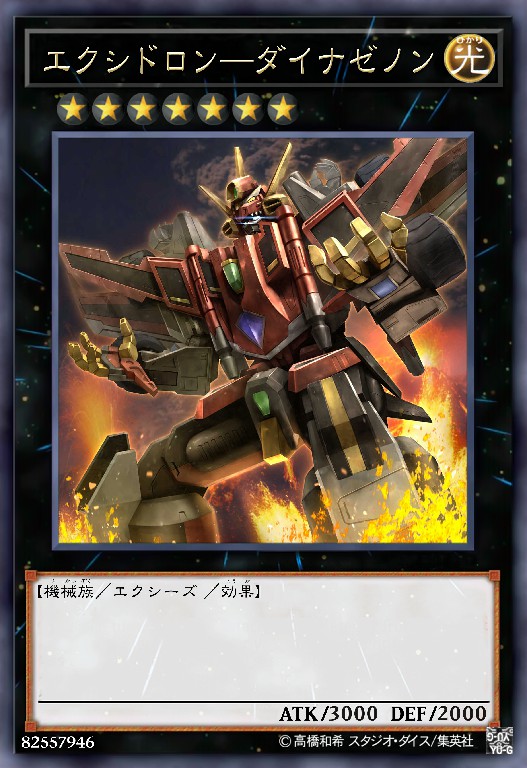 エクシドロン―ダイナゼノン
ひかり
光
【機械族／エクシーズ／効果】
ATK/3000 DEF/2000
82557946
©高橋和希 スタジオ・ダイス/集英社